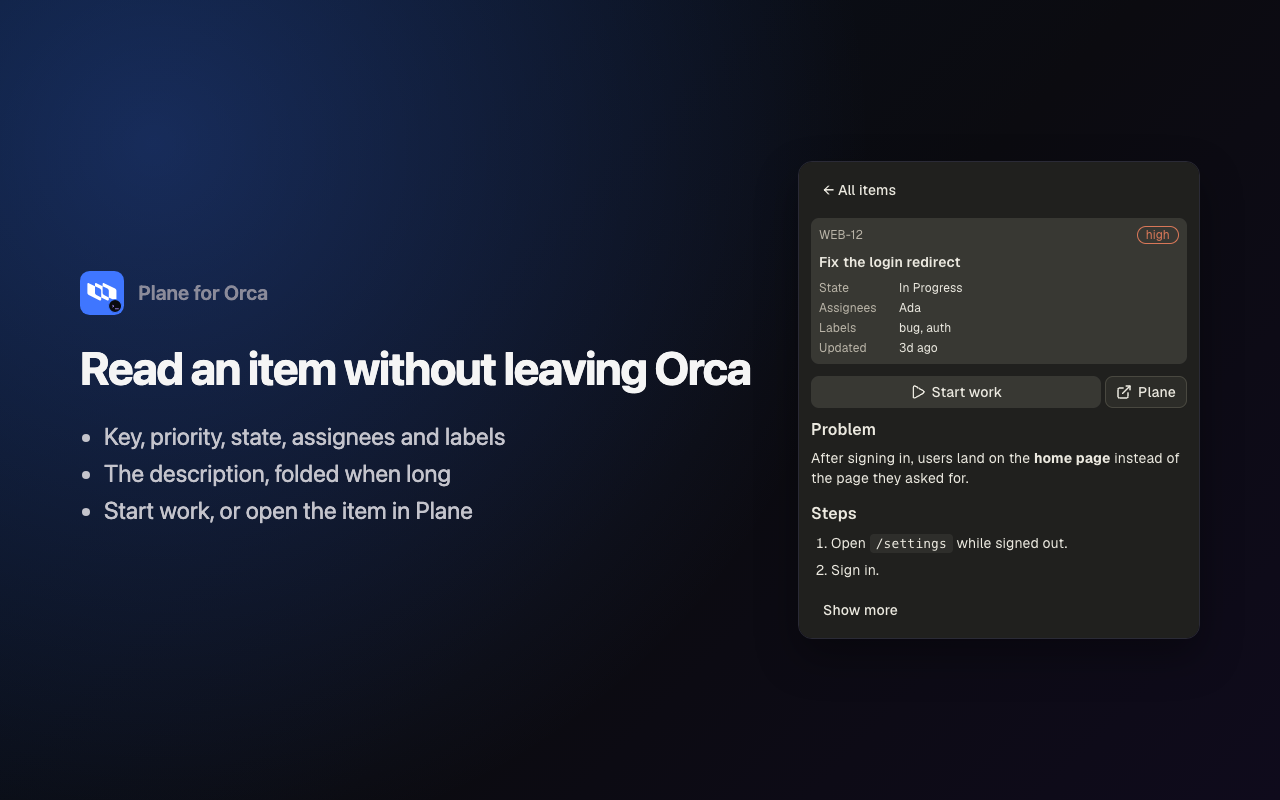 Plane for Orca
Read an item without leaving Orca
• Key, priority, state, assignees and labels
• The description, folded when long
• Start work, or open the item in Plane
← All items
WEB-12 high
Fix the login redirect
State In Progress
Assignees Ada
Labels bug, auth
Updated 3d ago
Start work Plane
Problem
After signing in, users land on the home page instead of
the page they asked for.
Steps
1. Open /settings while signed out.
2. Sign in.
Show more